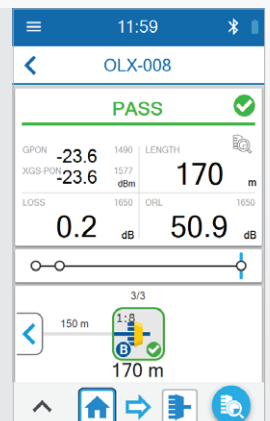 11:59
OLX-008
PASS
GPON -23.6 1490 LENGTH
XGS-PON -23.6 1577 dBm 170 m
LOSS 1650 ORL 1650
0.2 dB 50.9 dB
3/3
150 m 1:8
B
170 m